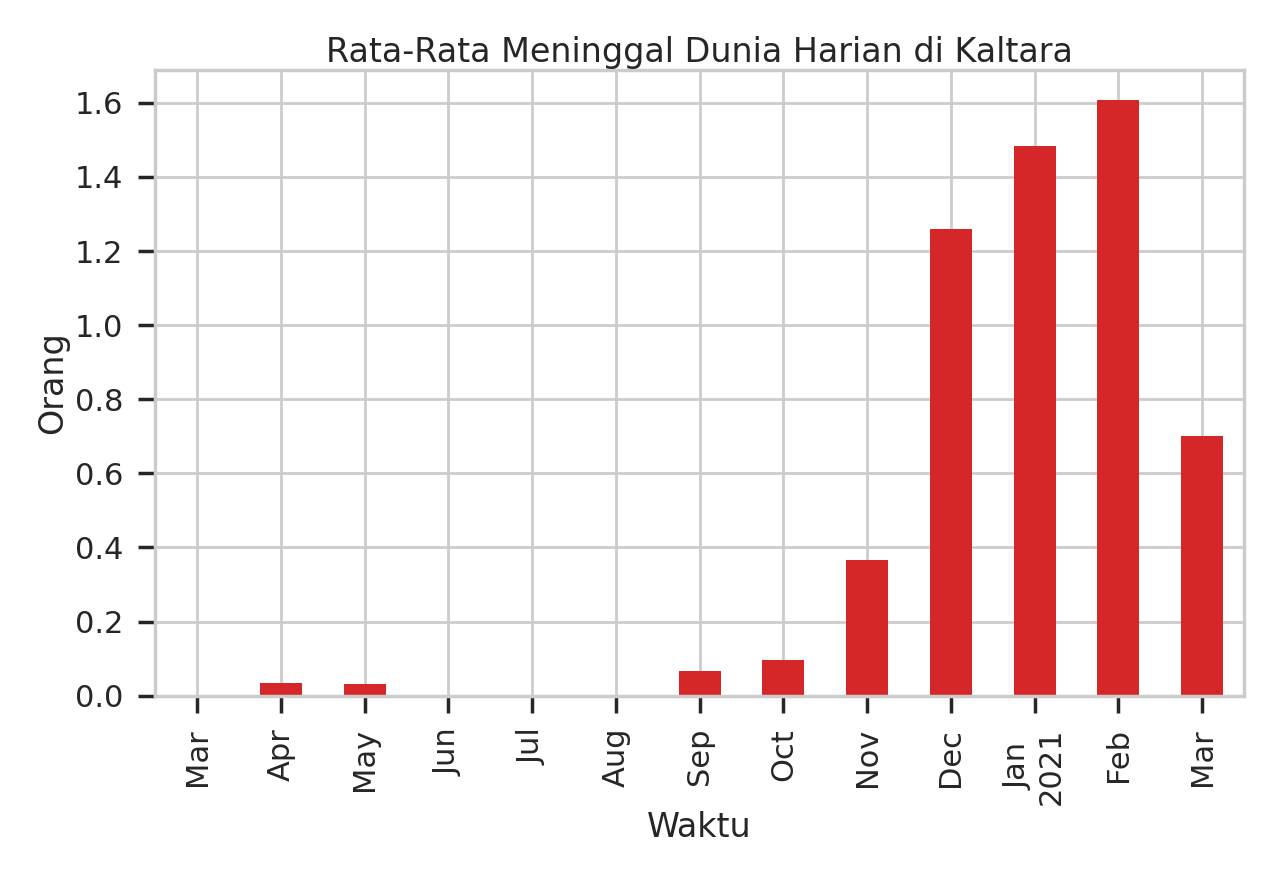 Rata-Rata Meninggal Dunia Harian di Kaltara
1.6
1.4
1.2
1.0
0.8
0.6
0.4
0.2
0.0
Orang
Mar
Apr
May
Jun
Jul
Aug
Sep
Oct
Nov
Dec
Jan
2021
Feb
Mar
Waktu